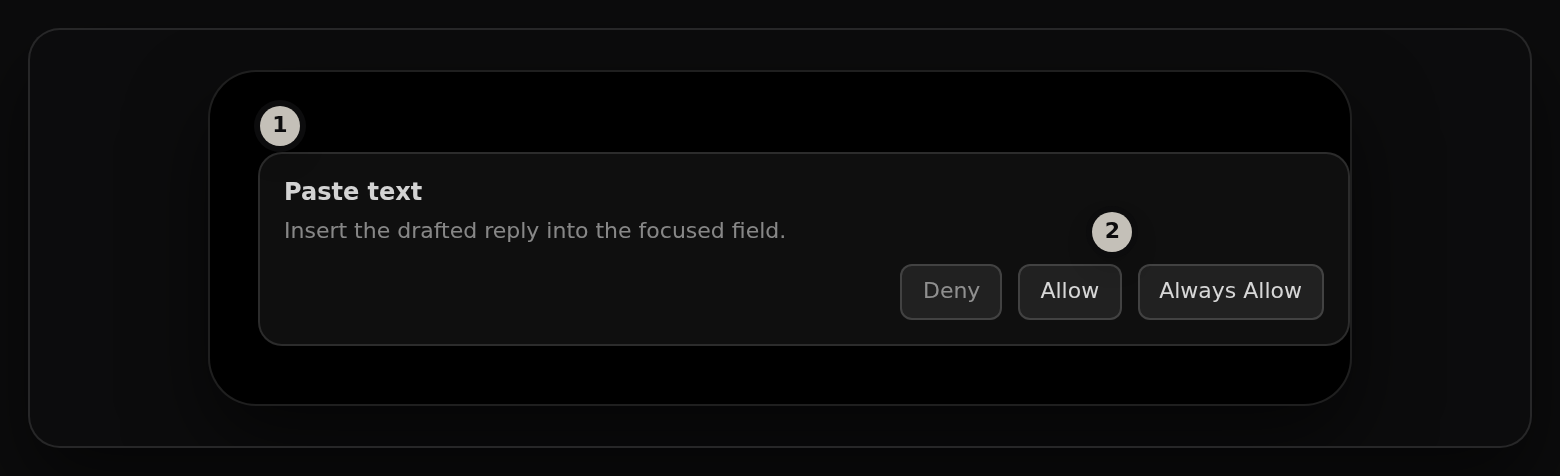 1
Paste text
Insert the drafted reply into the focused field.
2
Deny Allow Always Allow